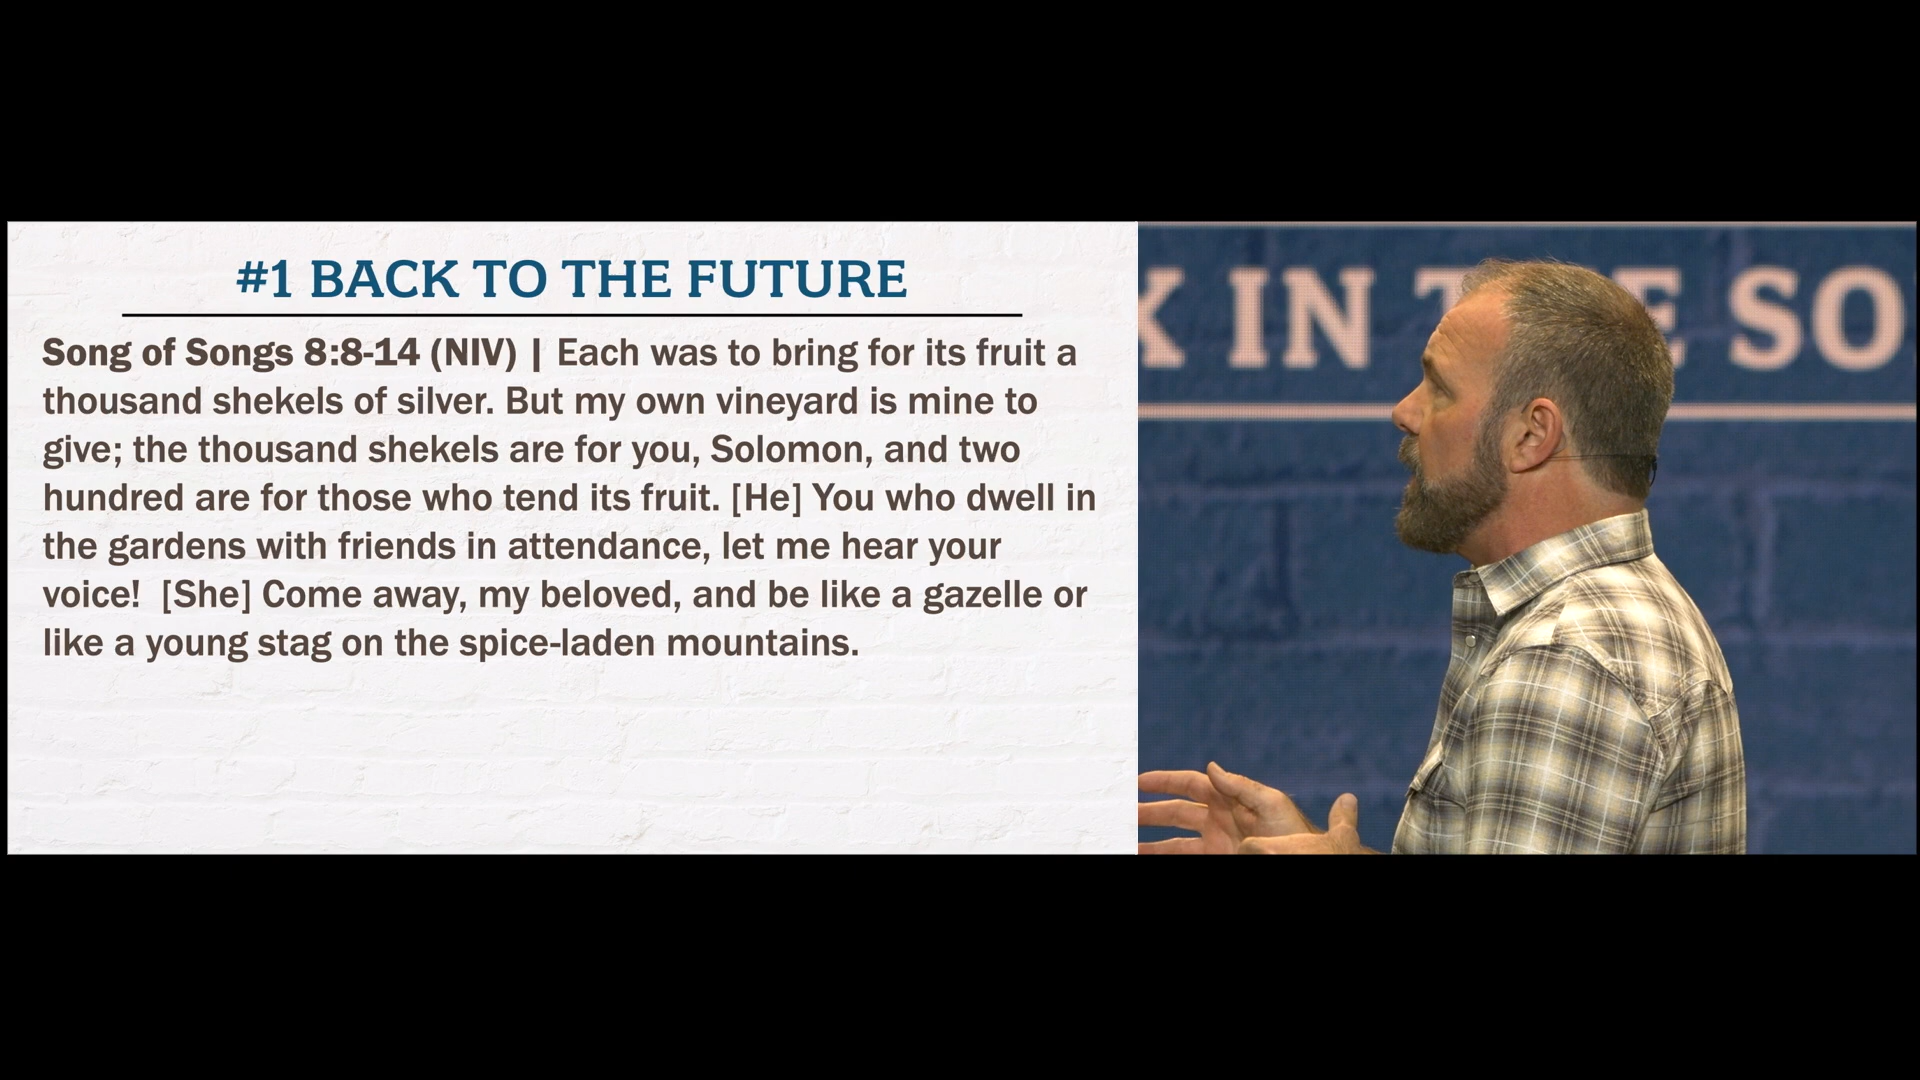 #1 BACK TO THE FUTURE
Song of Songs 8:8-14 (NIV) | Each was to bring for its fruit a
thousand shekels of silver. But my own vineyard is mine to
give; the thousand shekels are for you, Solomon, and two
hundred are for those who tend its fruit. [He] You who dwell in
the gardens with friends in attendance, let me hear your
voice!  [She] Come away, my beloved, and be like a gazelle or
like a young stag on the spice-laden mountains.
IN
SO